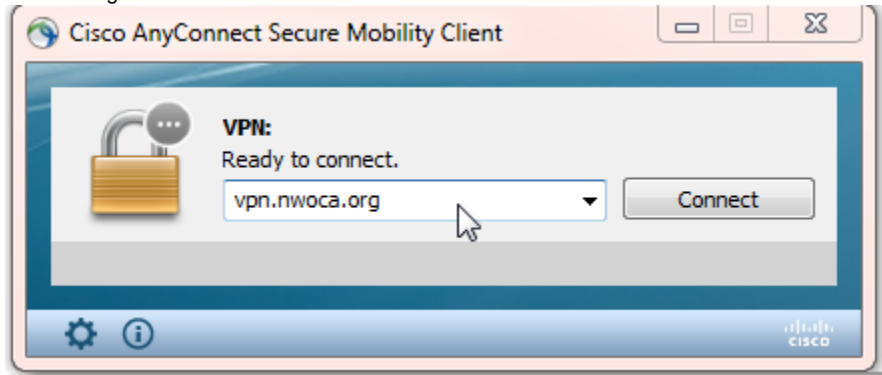 Cisco AnyConnect Secure Mobility Client
VPN:
Ready to connect.
vpn.nwoca.org
Connect
CISCO